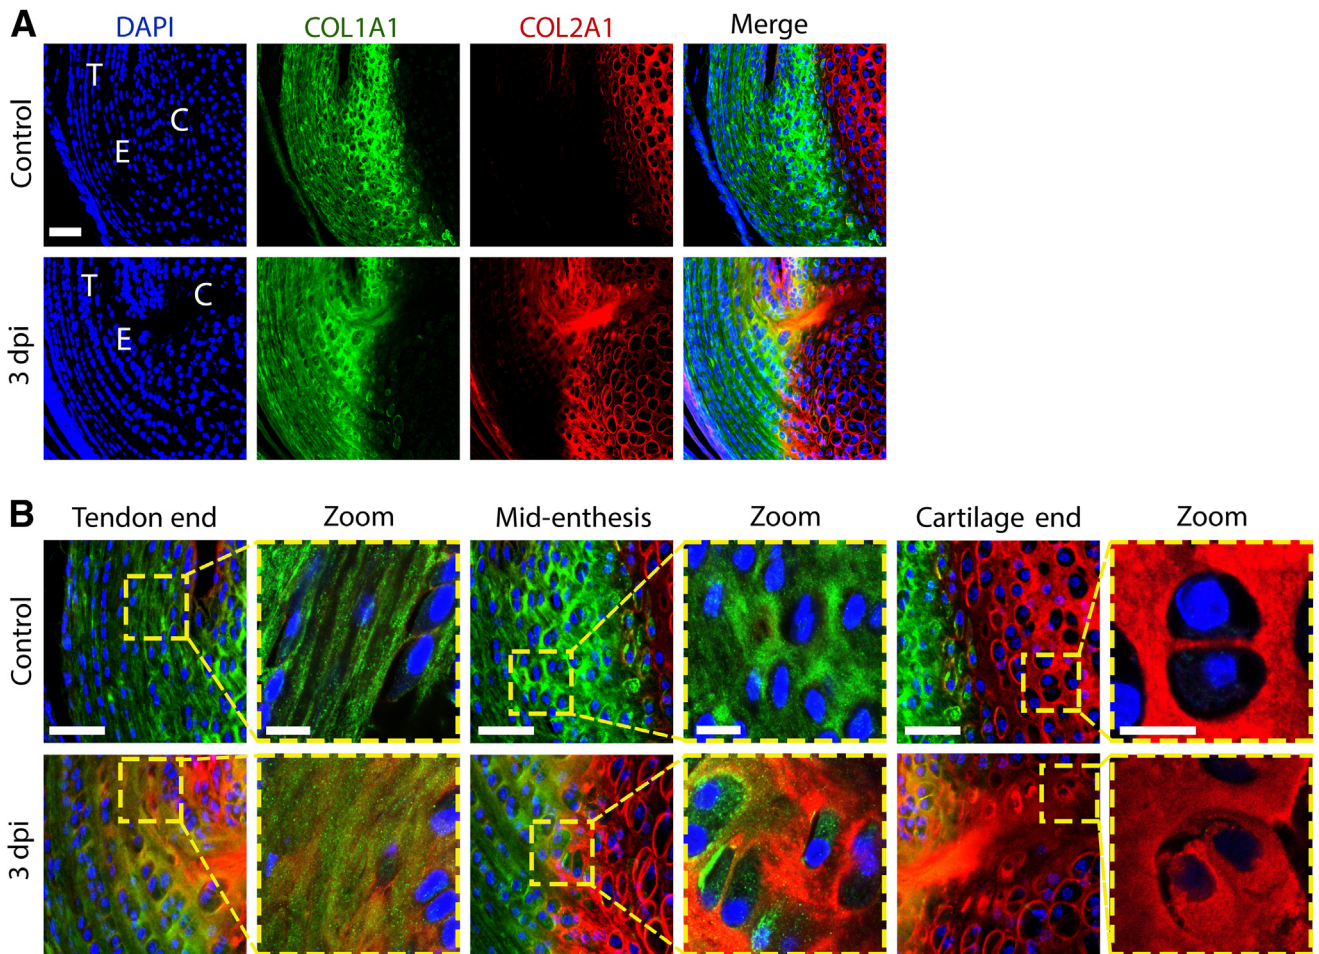 A
DAPI COL1A1 COL2A1 Merge
Control
T
C
E
3 dpi
T
C
E
B
Tendon end Zoom Mid-enthesis Zoom Cartilage end Zoom
Control
3 dpi